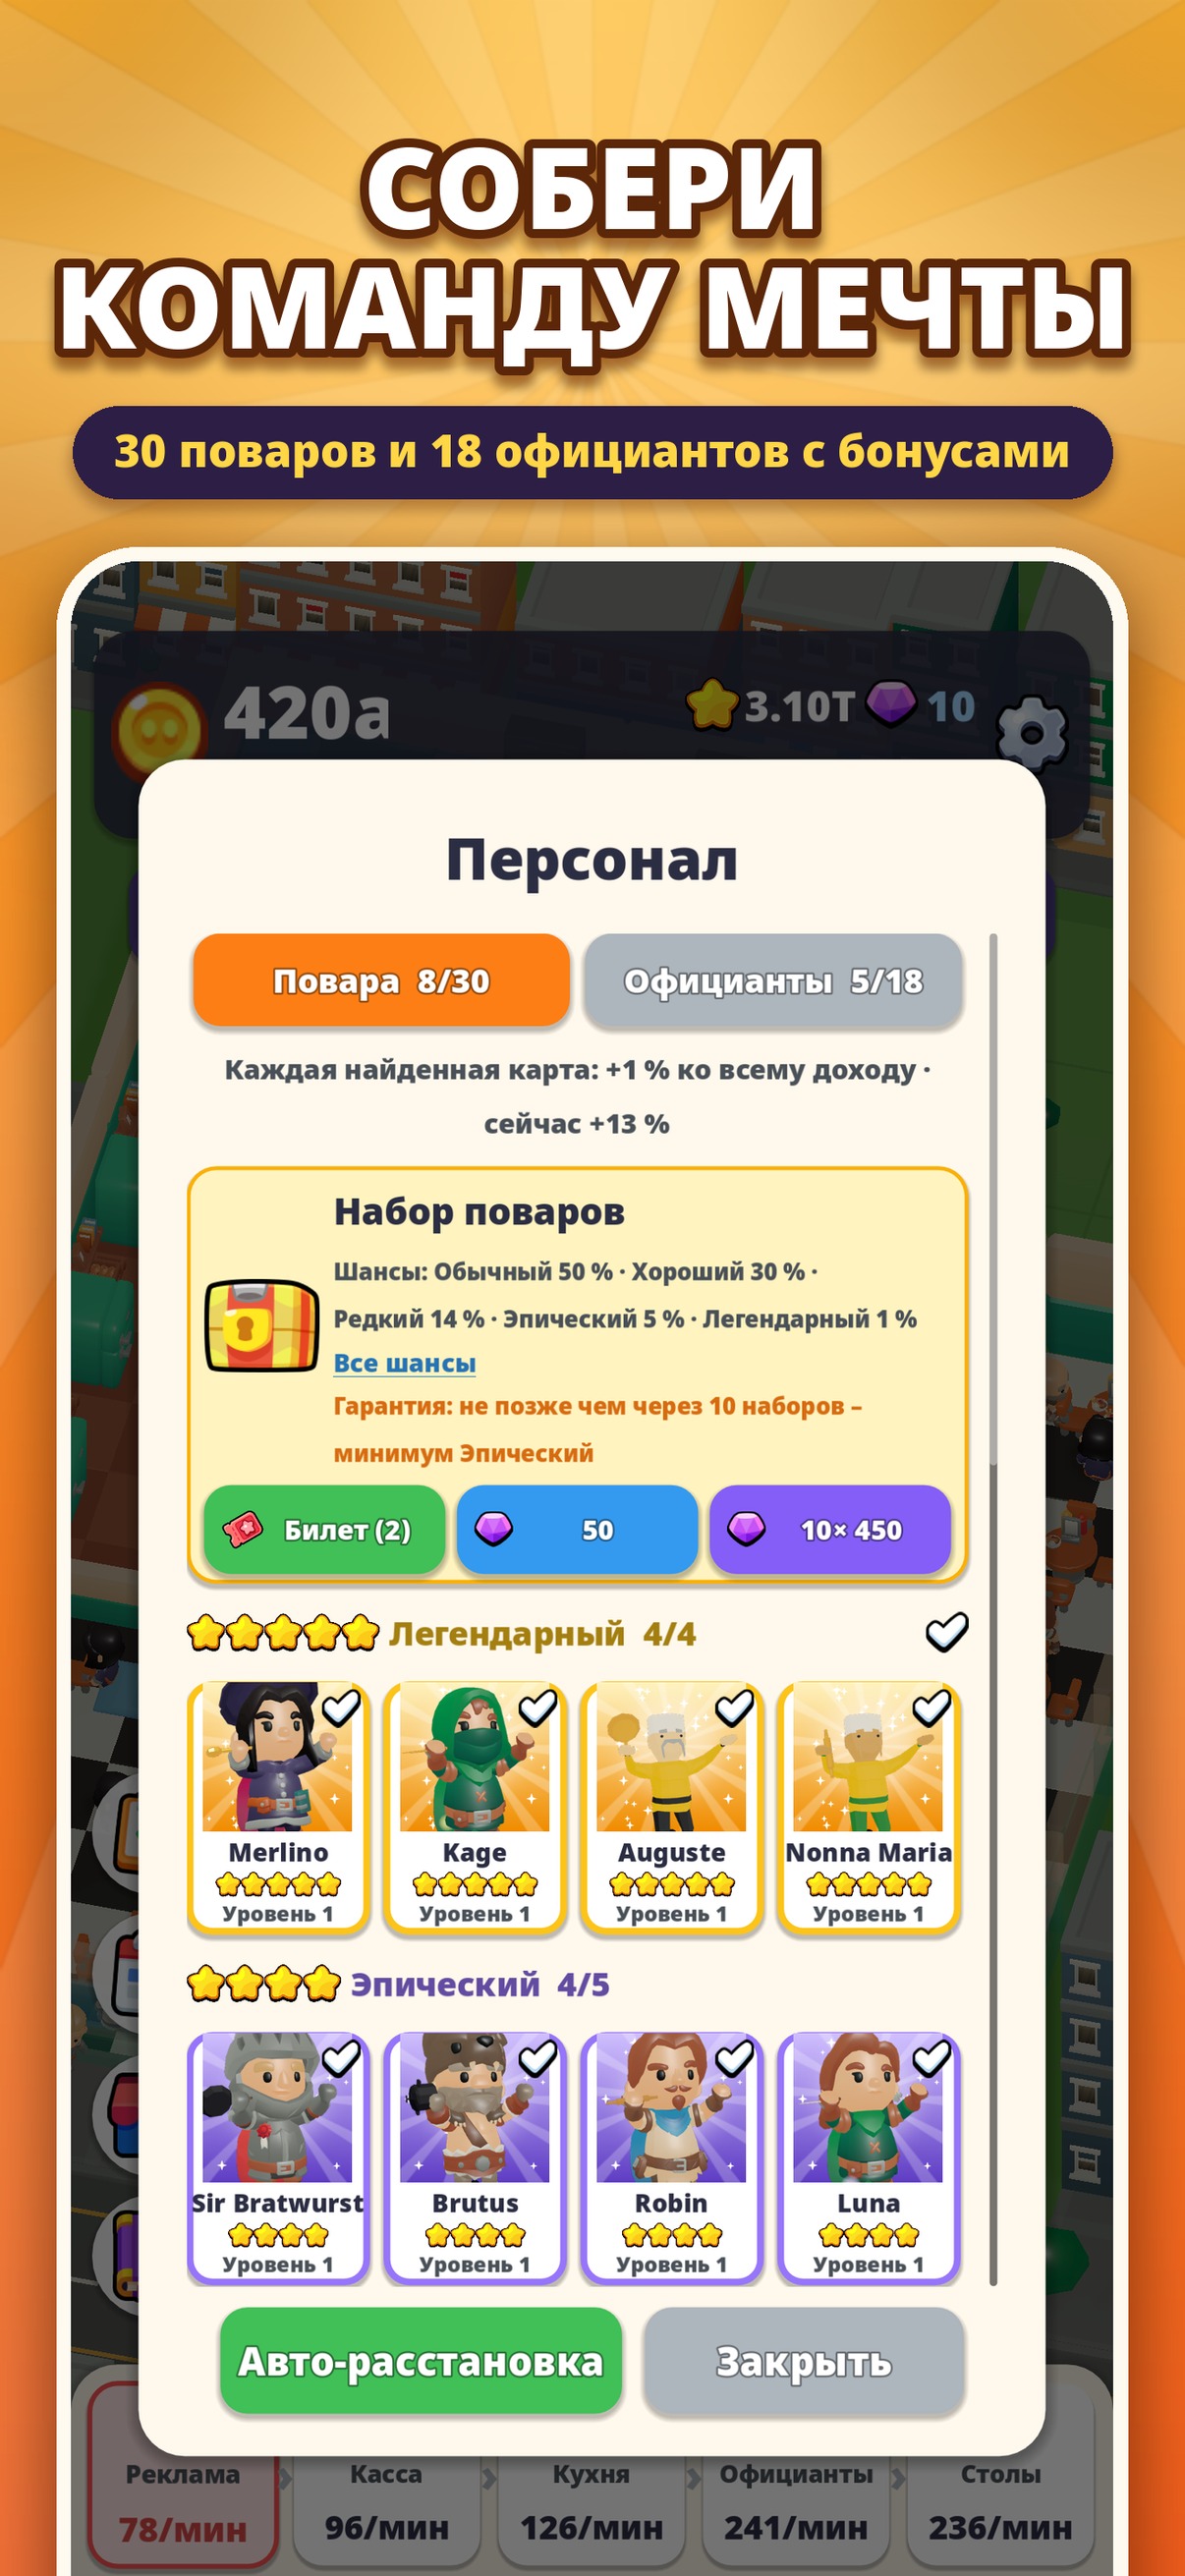 СОБЕРИ
КОМАНДУ МЕЧТЫ
30 поваров и 18 официантов с бонусами
420a
3.10T
10
Персонал
Повара 8/30
Официанты 5/18
Каждая найденная карта: +1 % ко всему доходу ·
сейчас +13 %
Набор поваров
Шансы: Обычный 50 % · Хороший 30 % ·
Редкий 14 % · Эпический 5 % · Легендарный 1 %
Все шансы
Гарантия: не позже чем через 10 наборов –
минимум Эпический
Билет (2)
50
10× 450
Легендарный 4/4
Merlino
Kage
Auguste
Nonna Maria
Уровень 1
Уровень 1
Уровень 1
Уровень 1
Эпический 4/5
Sir Bratwurst
Brutus
Robin
Luna
Уровень 1
Уровень 1
Уровень 1
Уровень 1
Авто-расстановка
Закрыть
Реклама
Касса
Кухня
Официанты
Столы
78/мин
96/мин
126/мин
241/мин
236/мин